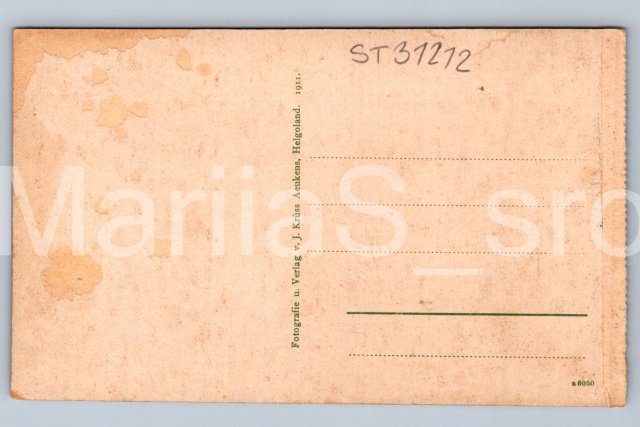 ST31212
Fotografie u. Verlag v. J. Krüss Aeukens, Helgoland. 1911.
MariiaS_sro
a 6050